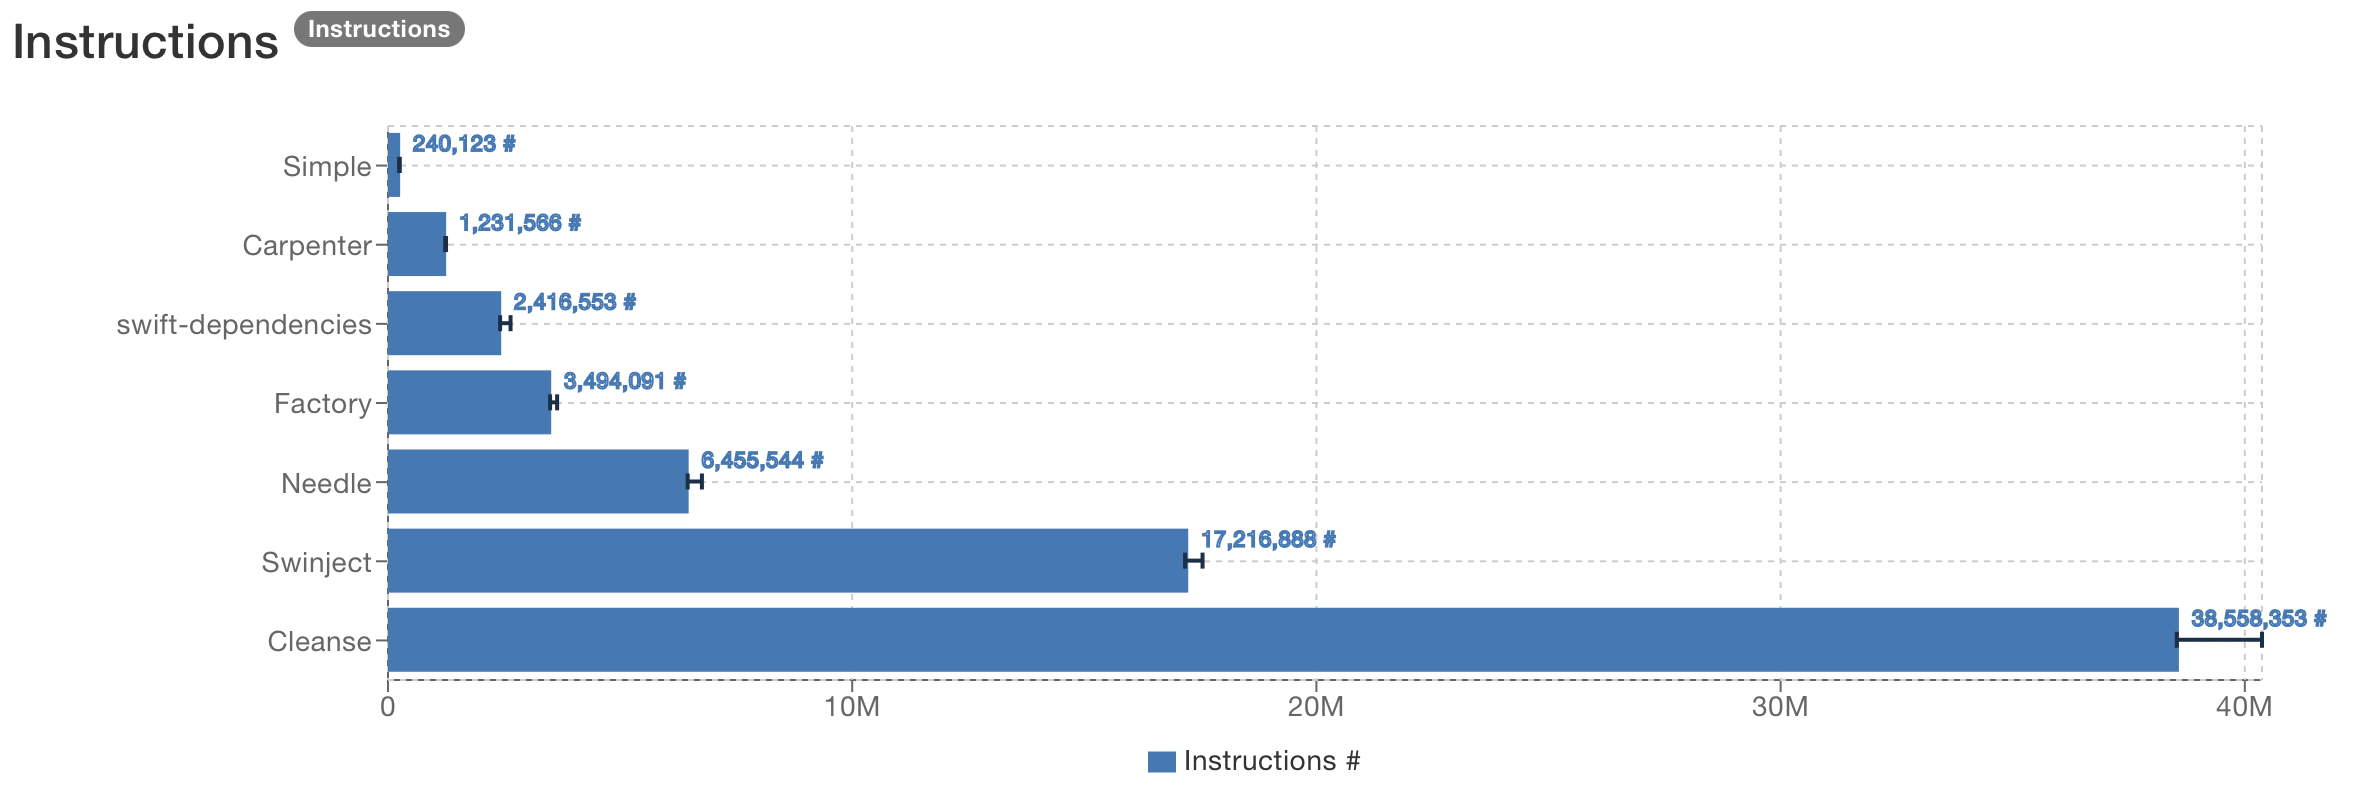 Instructions Instructions
Simple 240,123 #
Carpenter 1,231,566 #
swift-dependencies 2,416,553 #
Factory 3,494,091 #
Needle 6,455,544 #
Swinject 17,216,888 #
Cleanse 38,558,353 #
0 10M 20M 30M 40M
Instructions #